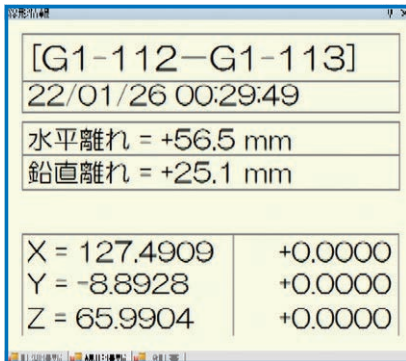 [G1-112-G1-113]
22/01/26 00:29:49
水平離れ = +56.5 mm
鉛直離れ = +25.1 mm
X = 127.4909 +0.0000
Y = -8.8928 +0.0000
Z = 65.9904 +0.0000